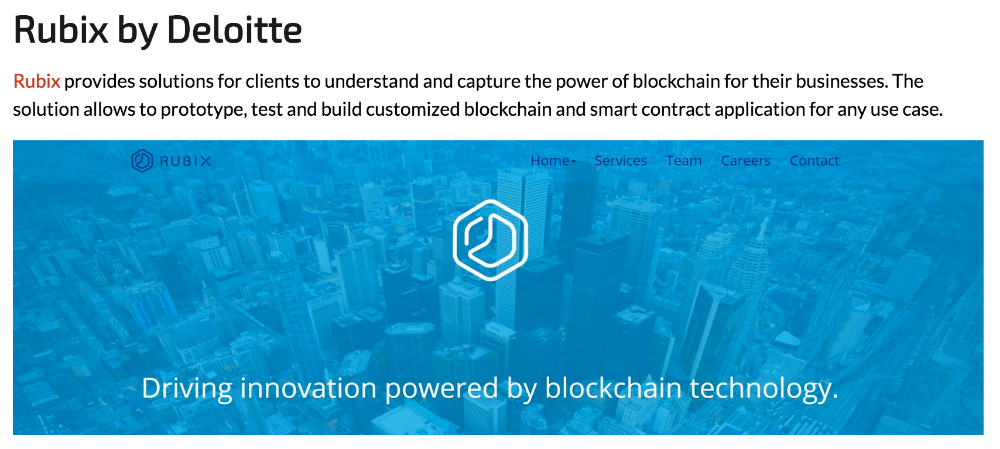 Rubix by Deloitte
Rubix provides solutions for clients to understand and capture the power of blockchain for their businesses. The
solution allows to prototype, test and build customized blockchain and smart contract application for any use case.
RUBIX
Home Services Team Careers Contact
Driving innovation powered by blockchain technology.